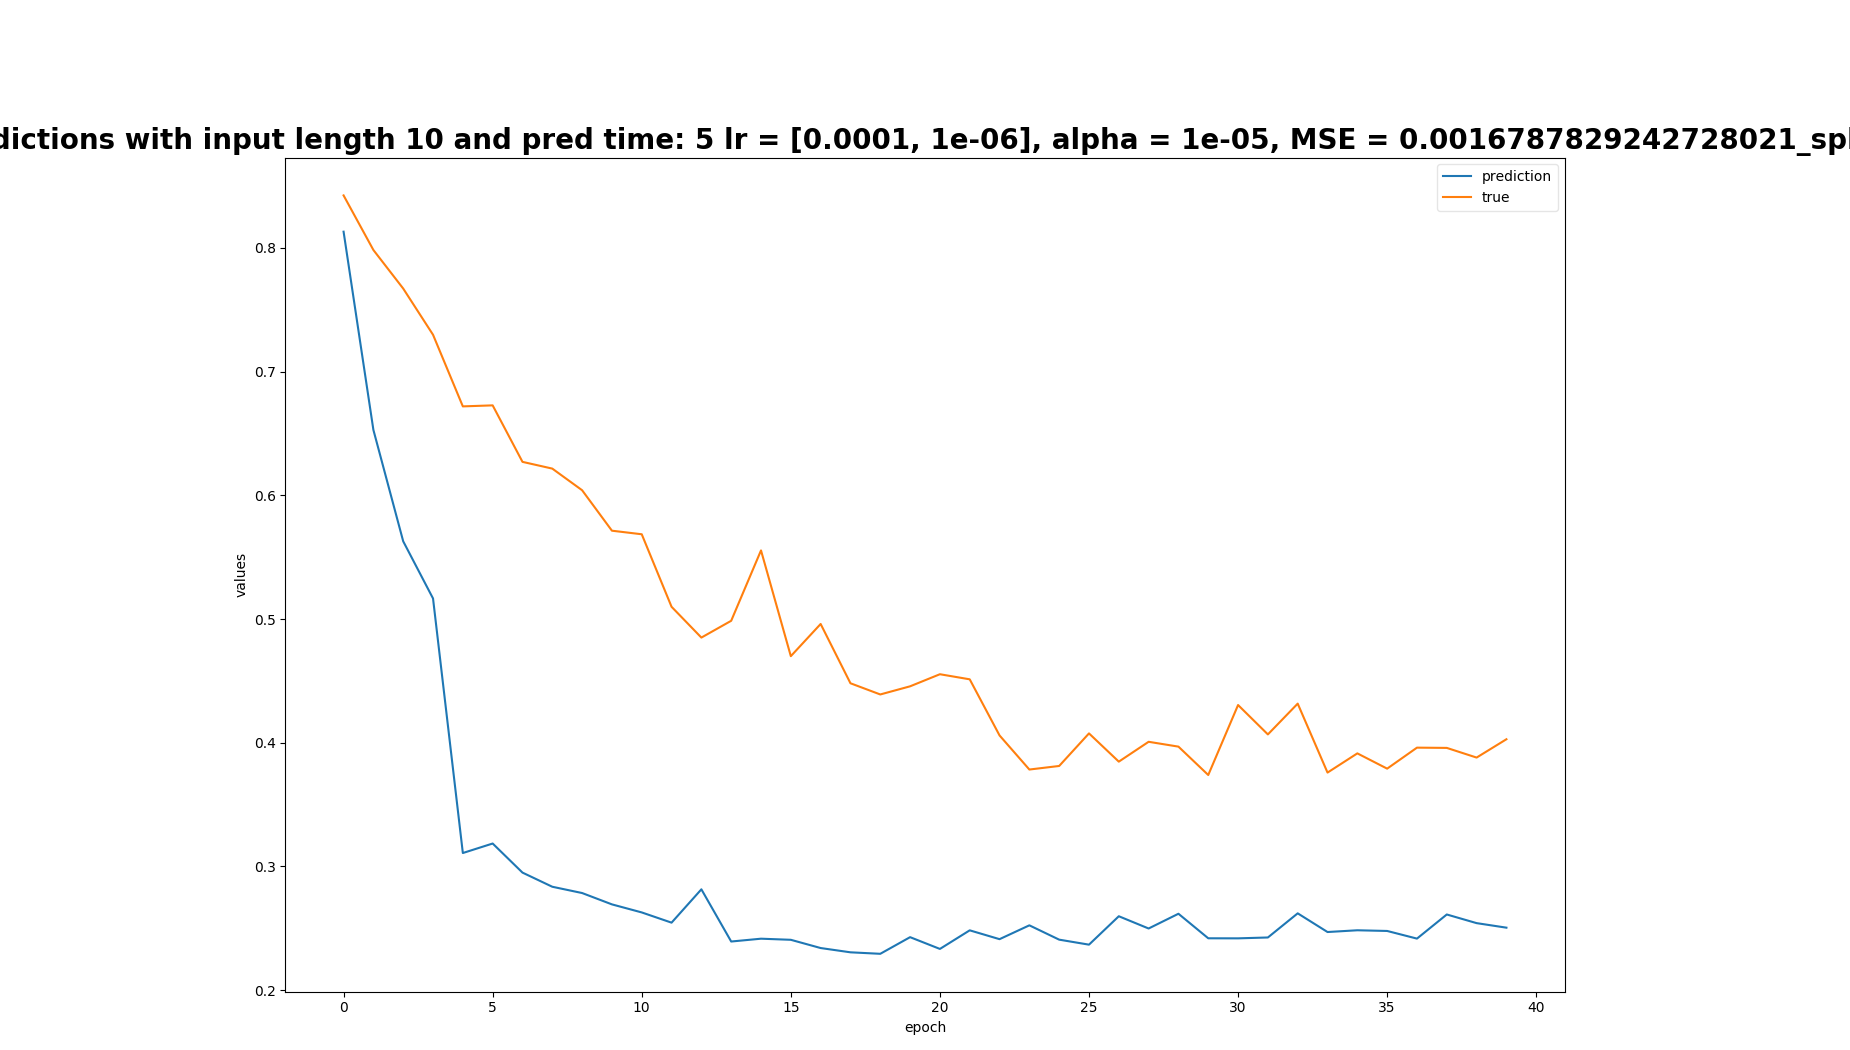 dictions with input length 10 and pred time: 5 lr = [0.0001, 1e-06], alpha = 1e-05, MSE = 0.0016787829242728021_spl
prediction
true
0.8
0.7
0.6
0.5
0.4
0.3
0.2
values
0 5 10 15 20 25 30 35 40
epoch